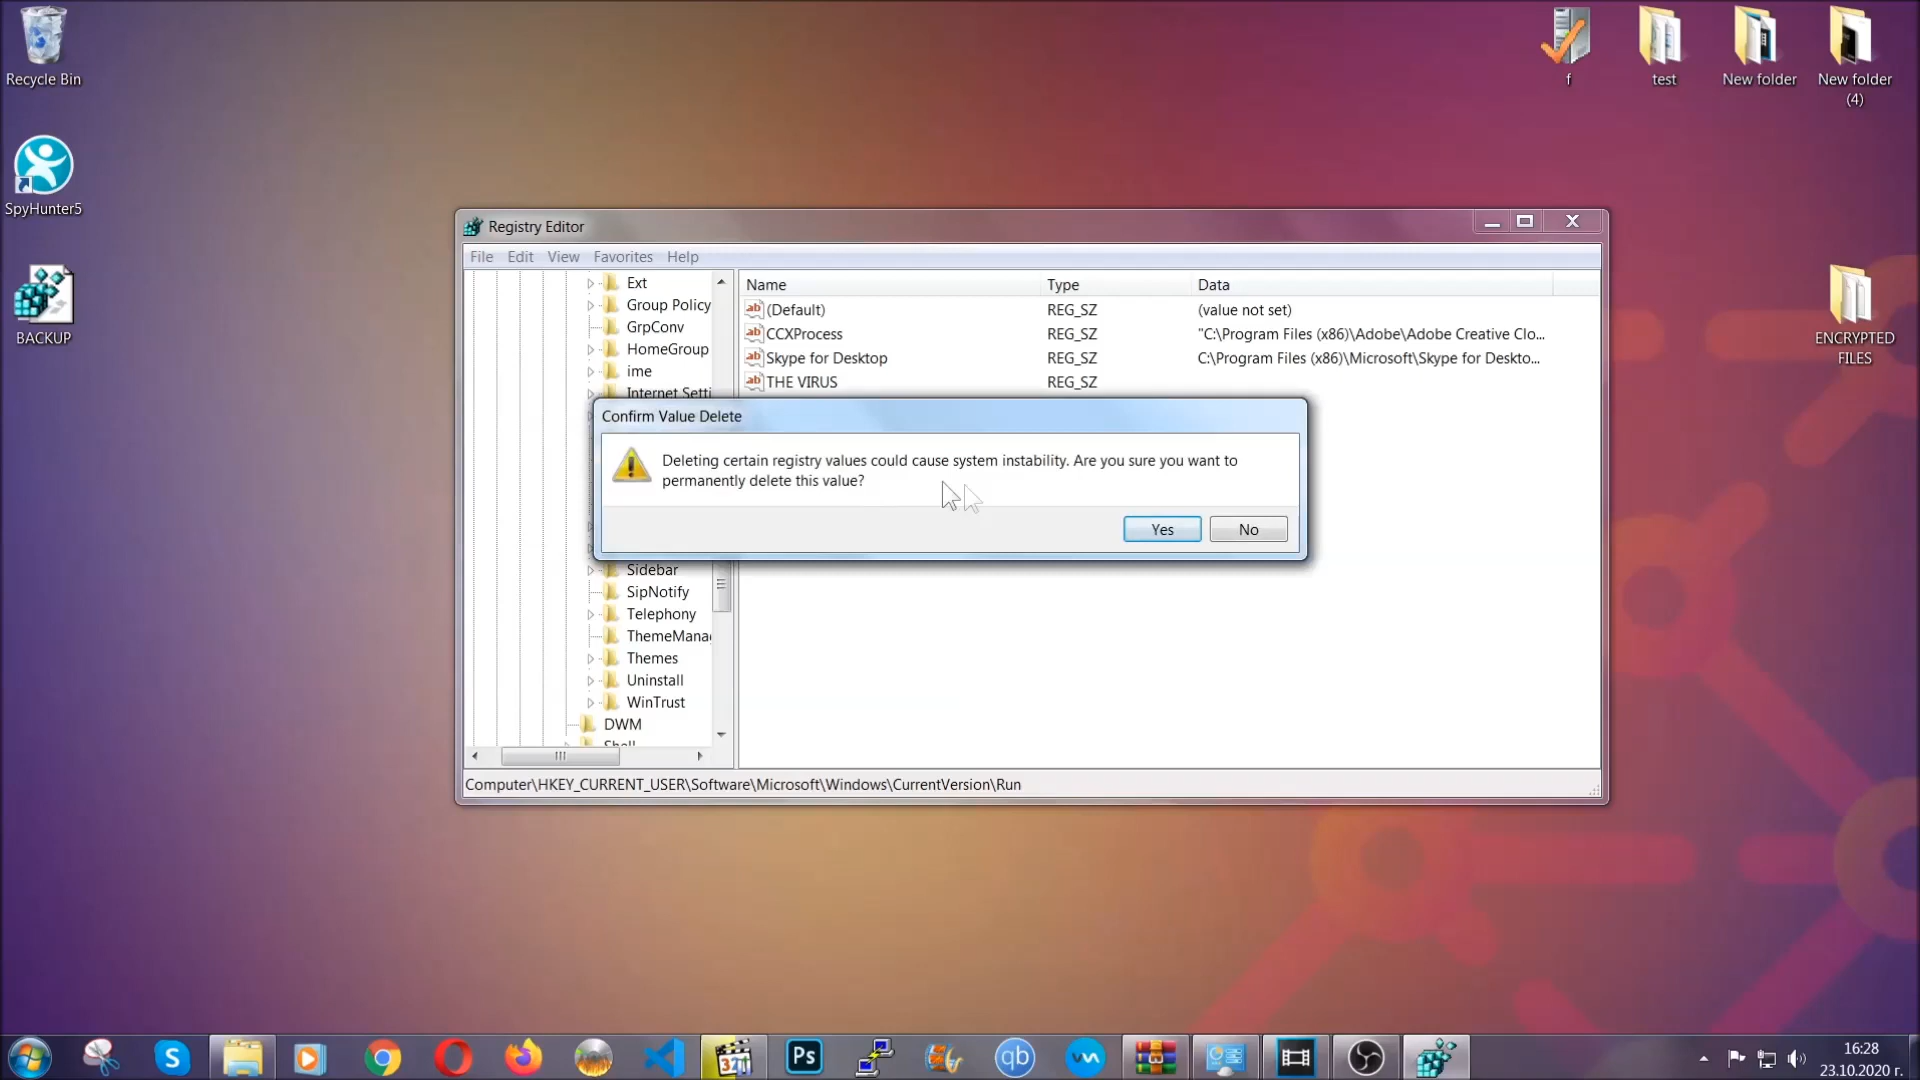 Recycle Bin
SpyHunter5
BACKUP
f
test
New folder
New folder
(4)
ENCRYPTED
FILES
Registry Editor
File Edit View Favorites Help
Ext
Group Policy
GrpConv
HomeGroup
ime
Internet Setti
Sidebar
SipNotify
Telephony
ThemeMana
Themes
Uninstall
WinTrust
DWM
Shell
Name Type Data
(Default) REG_SZ (value not set)
CCXProcess REG_SZ "C:\Program Files (x86)\Adobe\Adobe Creative Clo...
Skype for Desktop REG_SZ C:\Program Files (x86)\Microsoft\Skype for Deskto...
THE VIRUS REG_SZ
Confirm Value Delete
Deleting certain registry values could cause system instability. Are you sure you want to
permanently delete this value?
Yes No
Computer\HKEY_CURRENT_USER\Software\Microsoft\Windows\CurrentVersion\Run
321
Ps
qb
16:28
23.10.2020 г.